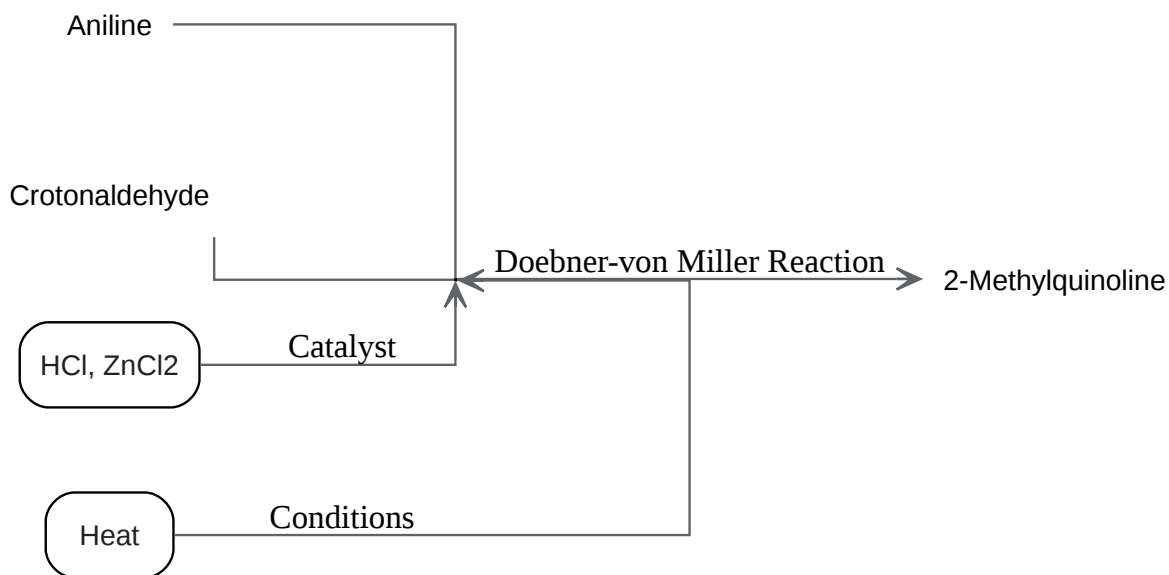 Aniline
Crotonaldehyde
Doebner-von Miller Reaction
2-Methylquinoline
Catalyst
HCl, ZnCl2
Conditions
Heat